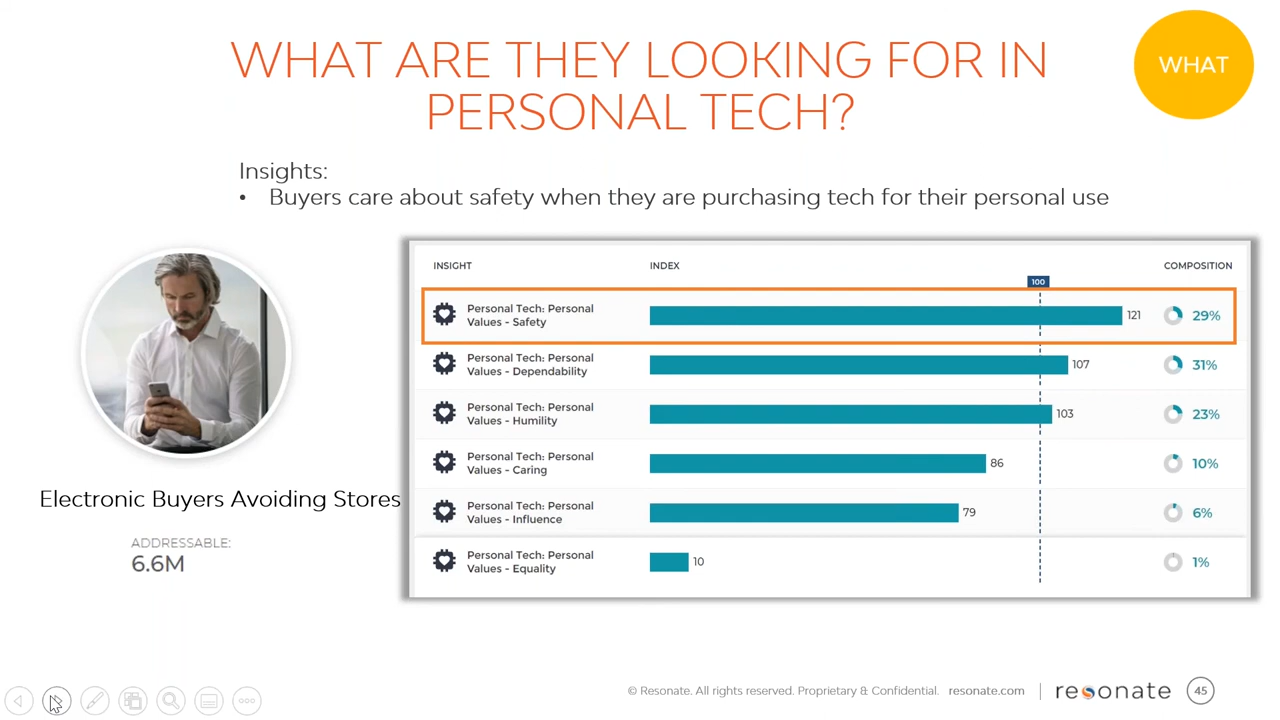 WHAT ARE THEY LOOKING FOR IN
PERSONAL TECH?
WHAT
Insights:
• Buyers care about safety when they are purchasing tech for their personal use
INSIGHT INDEX COMPOSITION
100
Personal Tech: Personal
Values - Safety
121 29%
Personal Tech: Personal
Values - Dependability
107 31%
Personal Tech: Personal
Values - Humility
103 23%
Personal Tech: Personal
Values - Caring
86 10%
Personal Tech: Personal
Values - Influence
79 6%
Personal Tech: Personal
Values - Equality
10 1%
Electronic Buyers Avoiding Stores
ADDRESSABLE:
6.6M
© Resonate. All rights reserved. Proprietary & Confidential. resonate.com | resonate 45